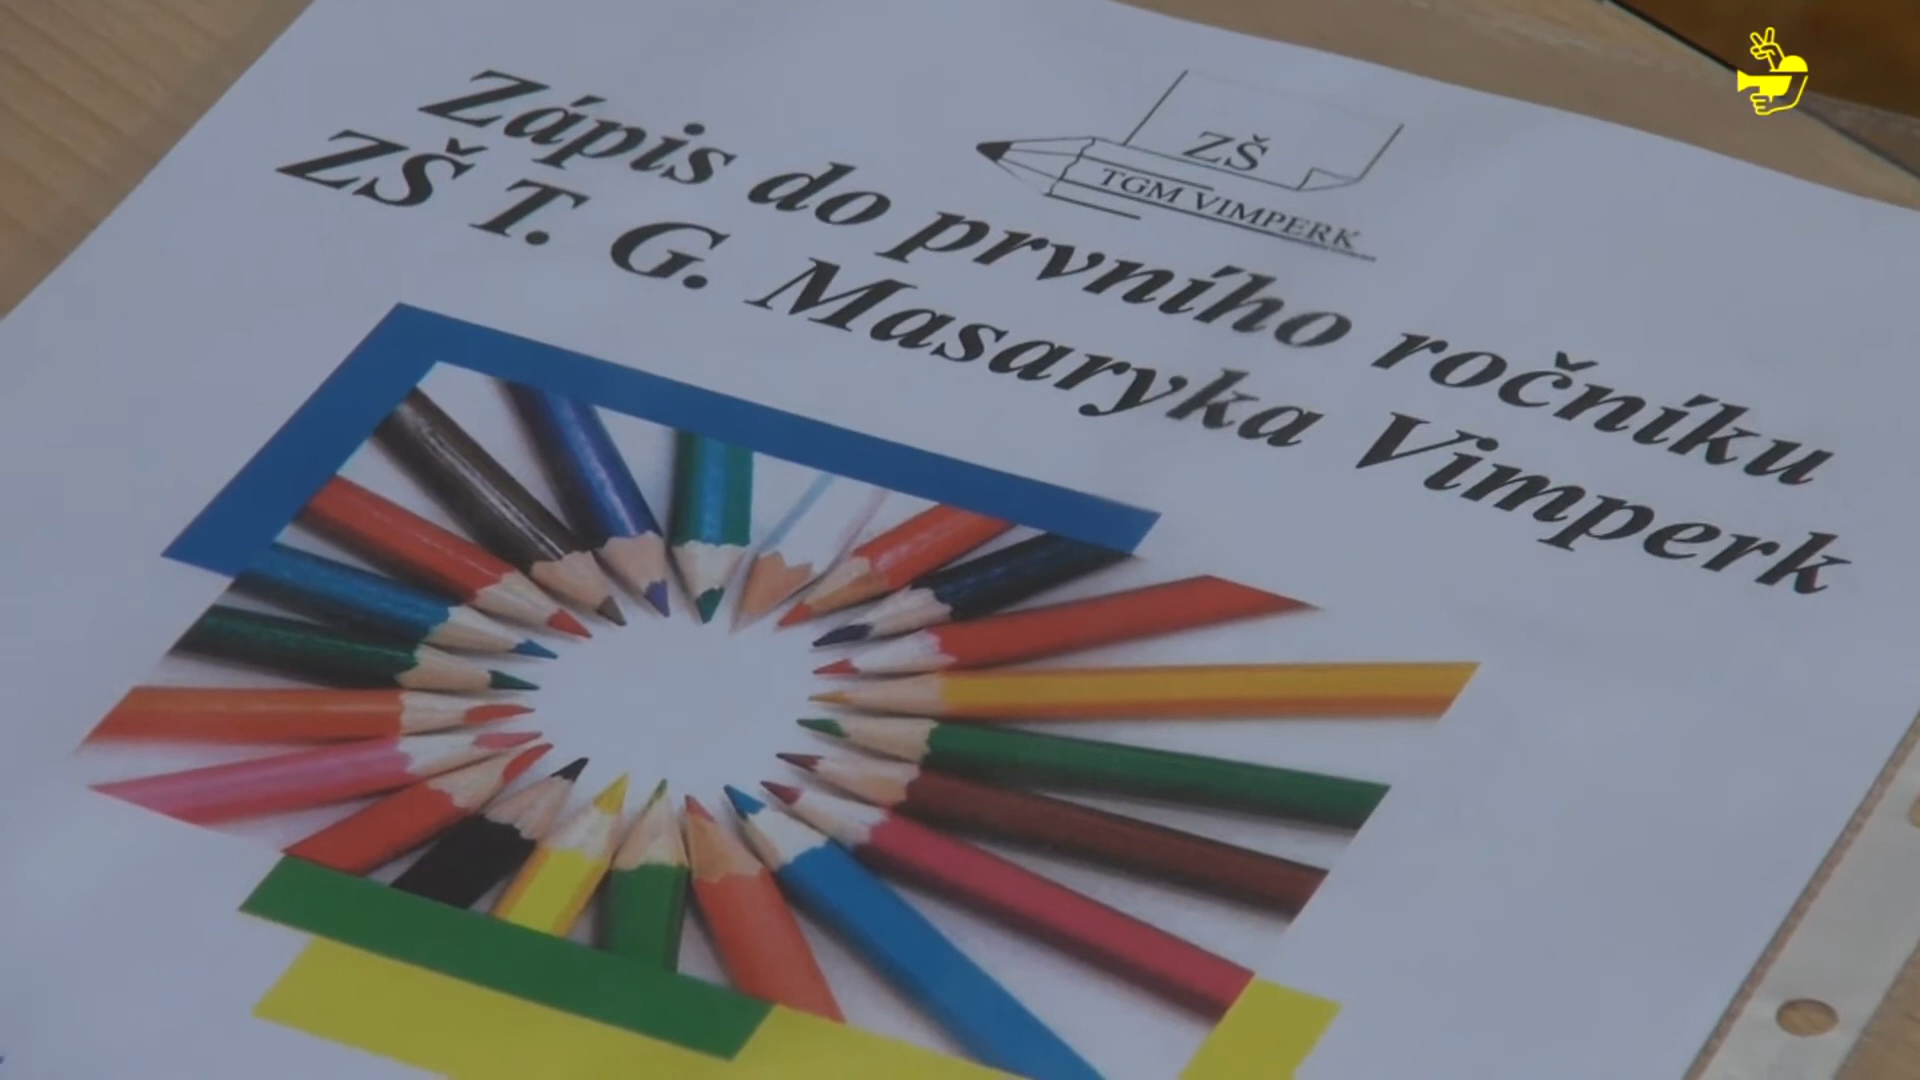 ZŠ
TGM VIMPERK
Zápis do prvního ročníku
ZŠ T. G. Masaryka Vimperk